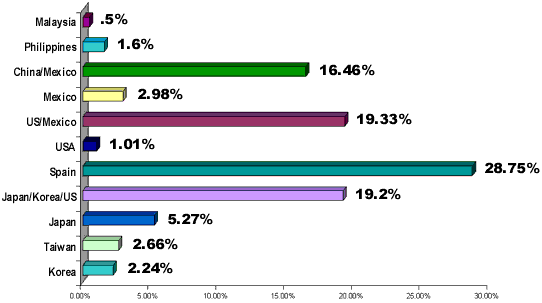 Malaysia .5%
Philippines 1.6%
China/Mexico 16.46%
Mexico 2.98%
US/Mexico 19.33%
USA 1.01%
Spain 28.75%
Japan/Korea/US 19.2%
Japan 5.27%
Taiwan 2.66%
Korea 2.24%
0.00% 5.00% 10.00% 15.00% 20.00% 25.00% 30.00%